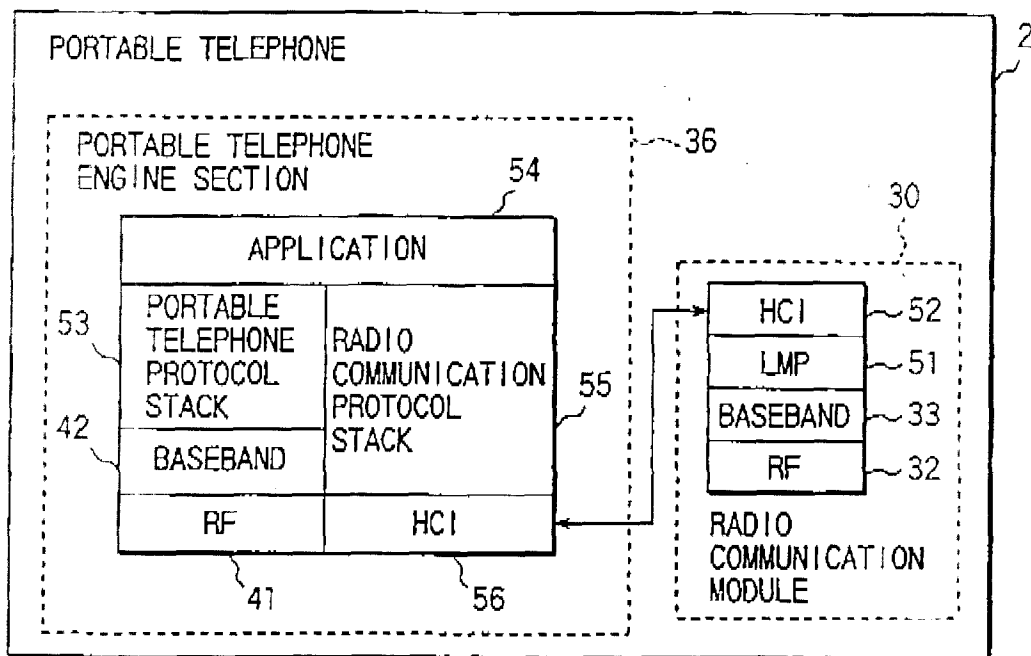 PORTABLE TELEPHONE
2
PORTABLE TELEPHONE
ENGINE SECTION
36
54
30
APPLICATION
53
PORTABLE
TELEPHONE
PROTOCOL
STACK
RADIO
COMMUNICATION
PROTOCOL
STACK
55
HCI
52
LMP
51
BASEBAND
33
RF
32
42
BASEBAND
RF
HCI
41
56
RADIO
COMMUNICATION
MODULE